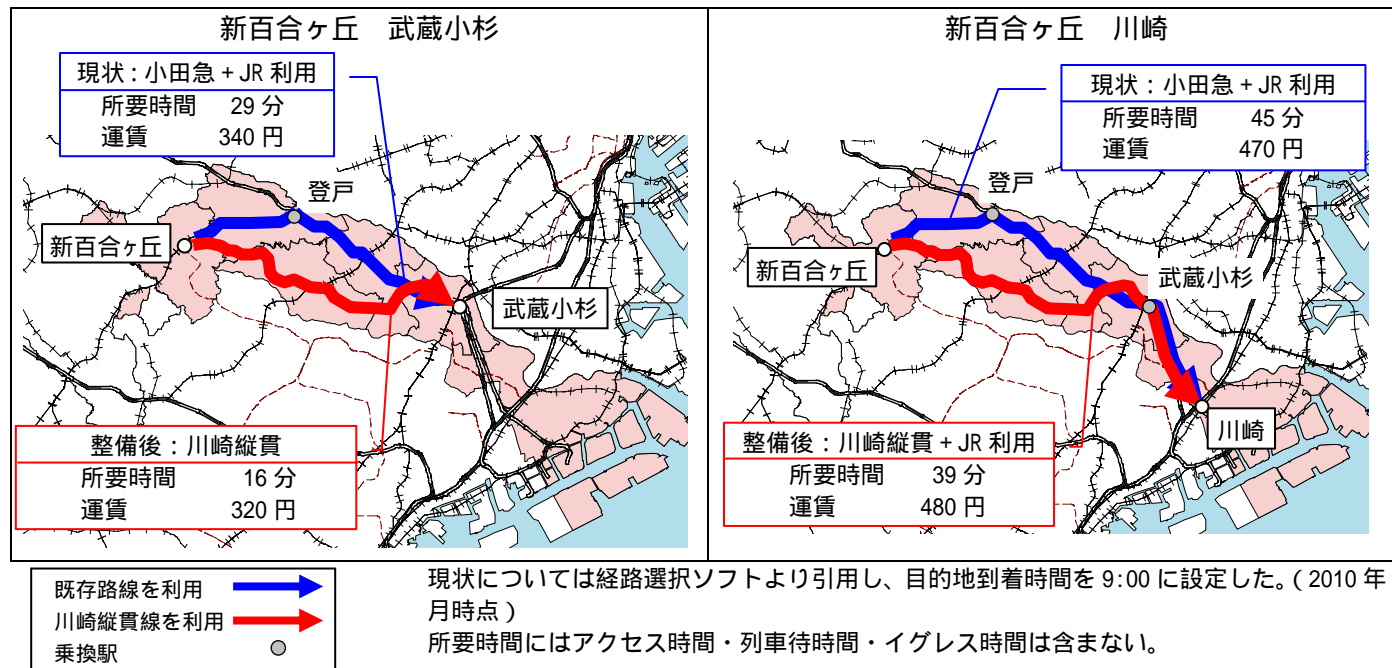 新百合ヶ丘　武蔵小杉
現状：小田急＋JR 利用
所要時間　29 分
運賃　340 円
登戸
新百合ヶ丘
武蔵小杉
整備後：川崎縦貫
所要時間　16 分
運賃　320 円
新百合ヶ丘　川崎
現状：小田急＋JR 利用
所要時間　45 分
運賃　470 円
登戸
新百合ヶ丘
武蔵小杉
川崎
整備後：川崎縦貫＋JR 利用
所要時間　39 分
運賃　480 円
既存路線を利用
川崎縦貫線を利用
乗換駅
現状については経路選択ソフトより引用し、目的地到着時間を 9:00 に設定した。（2010 年
月時点）
所要時間にはアクセス時間・列車待時間・イグレス時間は含まない。